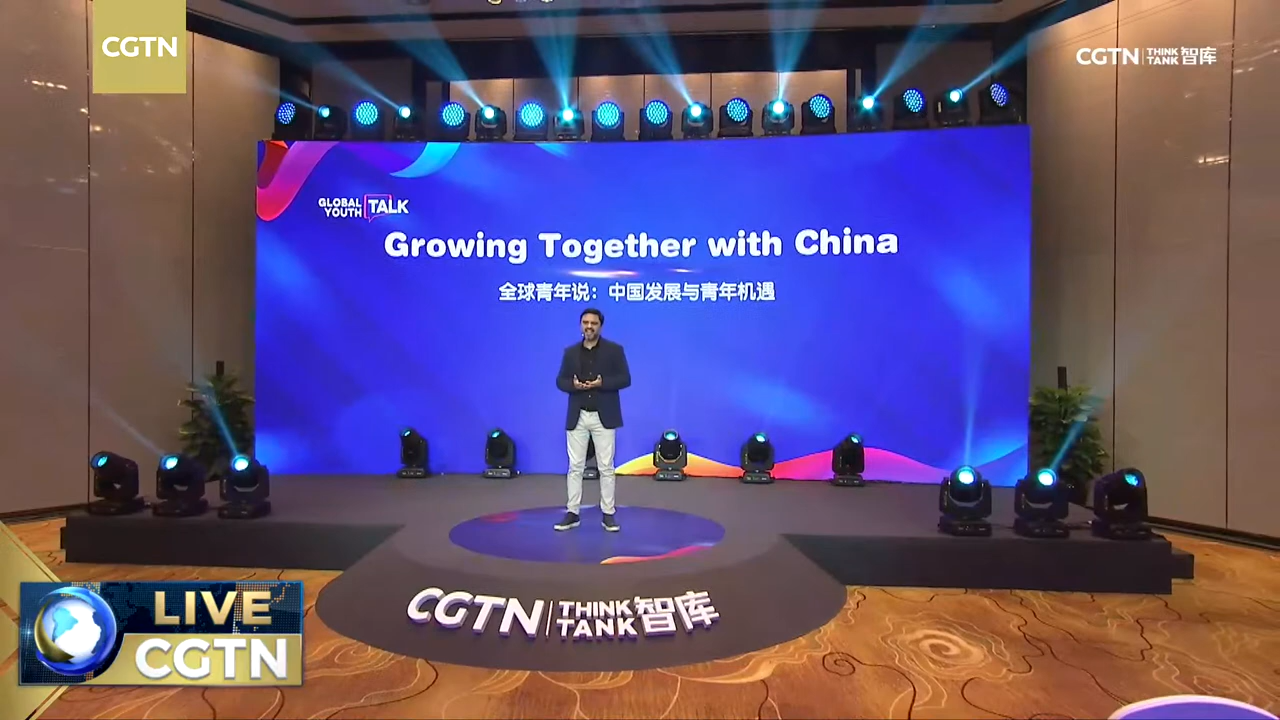 CGTN
CGTN THINK TANK 智库
GLOBAL YOUTH TALK
Growing Together with China
全球青年说：中国发展与青年机遇
CGTN THINK TANK 智库
LIVE
CGTN